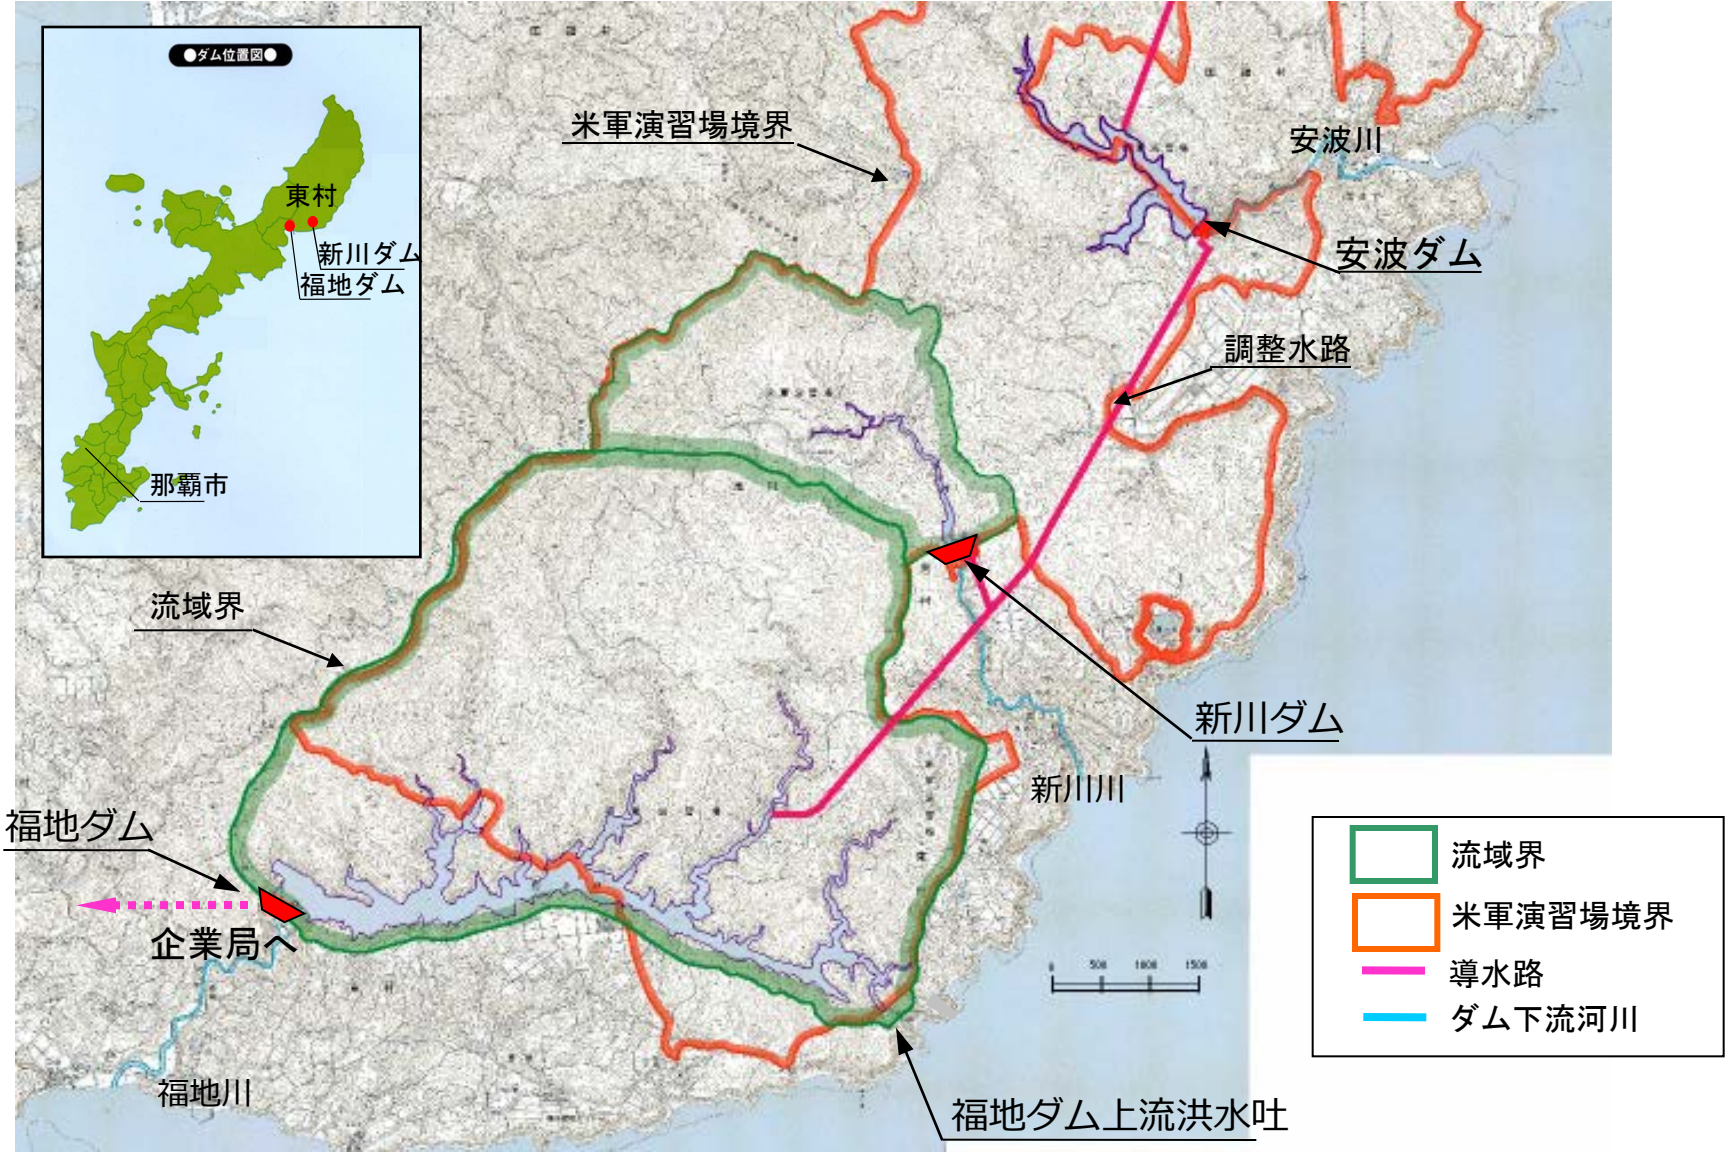 ●ダム位置図●
東村
新川ダム
福地ダム
那覇市
米軍演習場境界
安波川
安波ダム
調整水路
流域界
新川ダム
新川川
福地ダム
企業局へ
福地川
福地ダム上流洪水吐
0 500 1000 1500
流域界
米軍演習場境界
導水路
ダム下流河川